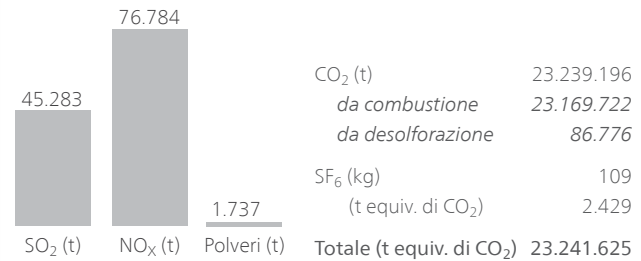 76.784
45.283
1.737
SO₂ (t) NOₓ (t) Polveri (t)
CO₂ (t) 23.239.196
da combustione 23.169.722
da desolforazione 86.776
SF₆ (kg) 109
(t equiv. di CO₂) 2.429
Totale (t equiv. di CO₂) 23.241.625